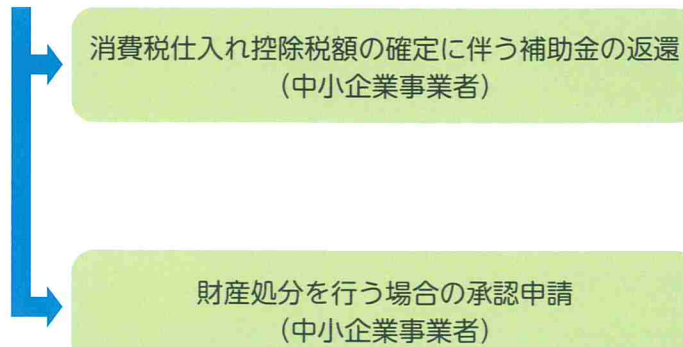 消費税仕入れ控除税額の確定に伴う補助金の返還
（中小企業事業者）
財産処分を行う場合の承認申請
（中小企業事業者）